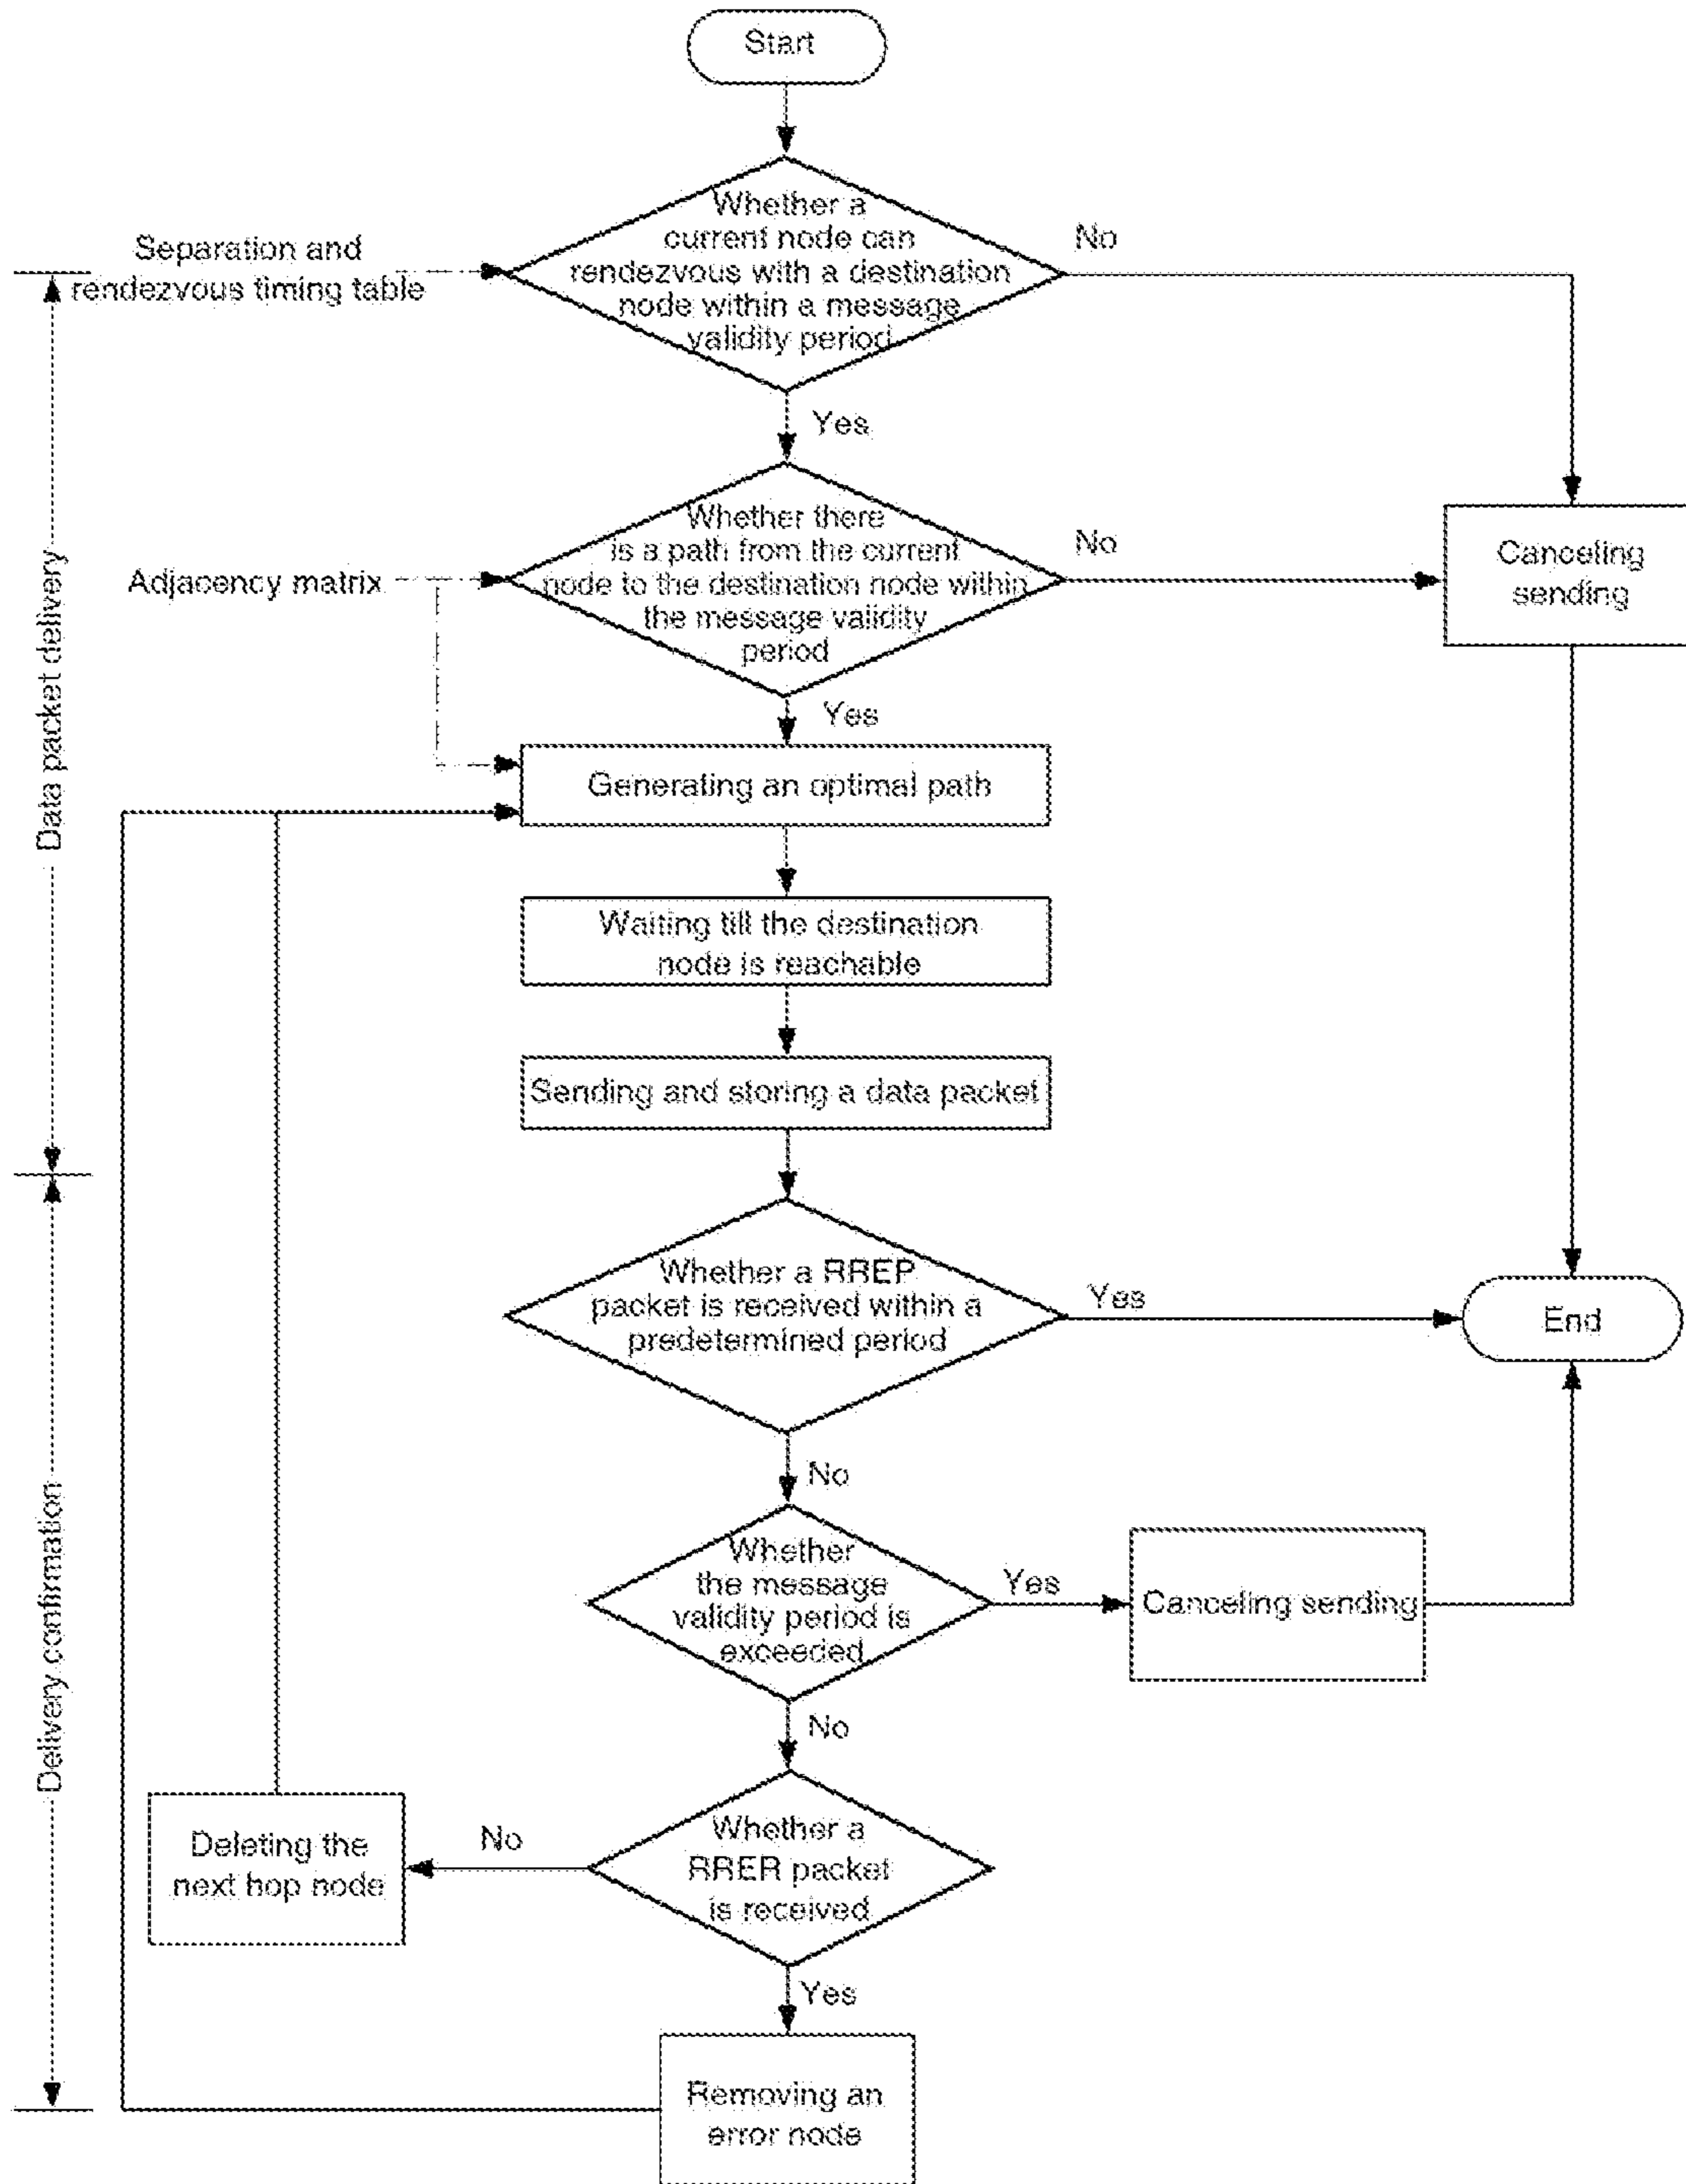 Start
Whether a
current node can
rendezvous with a destination
node within a message
validity period
No
Separation and
rendezvous timing table
Yes
Whether there
is a path from the current
node to the destination node within
the message validity
period
No
Adjacency matrix
Canceling
sending
Yes
Data packet delivery
Generating an optimal path
Waiting till the destination
node is reachable
Sending and storing a data packet
Whether a RREP
packet is received within a
predetermined period
Yes
End
No
Whether
the message
validity period is
exceeded
Yes
Canceling sending
Delivery confirmation
No
Whether a
RRER packet
is received
No
Deleting the
next hop node
Yes
Removing an
error node